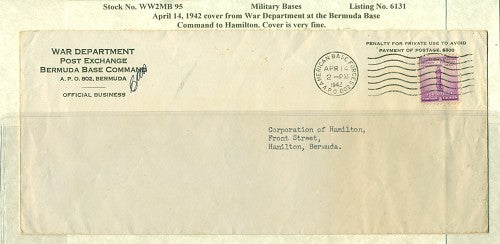 Stock No. WW2MB 95 Military Bases Listing No. 6131
April 14, 1942 cover from War Department at the Bermuda Base
Command to Hamilton. Cover is very fine.
WAR DEPARTMENT
POST EXCHANGE
BERMUDA BASE COMMAND
A. P. O. 802, BERMUDA
OFFICIAL BUSINESS
PENALTY FOR PRIVATE USE TO AVOID
PAYMENT OF POSTAGE, $300
AMERICAN BASE FORCES
APR 14
2-PM
1942
A.P.O. 802
Corporation of Hamilton,
Front Street,
Hamilton, Bermuda.